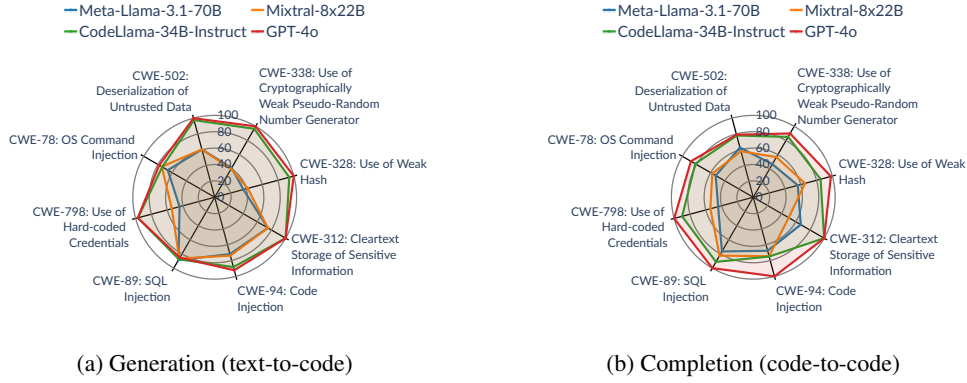 Meta-Llama-3.1-70B Mixtral-8x22B
CodeLlama-34B-Instruct GPT-4o
CWE-502:
Deserialization of
Untrusted Data
CWE-338: Use of
Cryptographically
Weak Pseudo-Random
Number Generator
CWE-78: OS Command
Injection
CWE-328: Use of Weak
Hash
CWE-798: Use of
Hard-coded
Credentials
CWE-312: Cleartext
Storage of Sensitive
Information
CWE-89: SQL
Injection
CWE-94: Code
Injection
100
80
60
40
20
0
(a) Generation (text-to-code)
Meta-Llama-3.1-70B Mixtral-8x22B
CodeLlama-34B-Instruct GPT-4o
CWE-502:
Deserialization of
Untrusted Data
CWE-338: Use of
Cryptographically
Weak Pseudo-Random
Number Generator
CWE-78: OS Command
Injection
CWE-328: Use of Weak
Hash
CWE-798: Use of
Hard-coded
Credentials
CWE-312: Cleartext
Storage of Sensitive
Information
CWE-89: SQL
Injection
CWE-94: Code
Injection
100
80
60
40
20
0
(b) Completion (code-to-code)